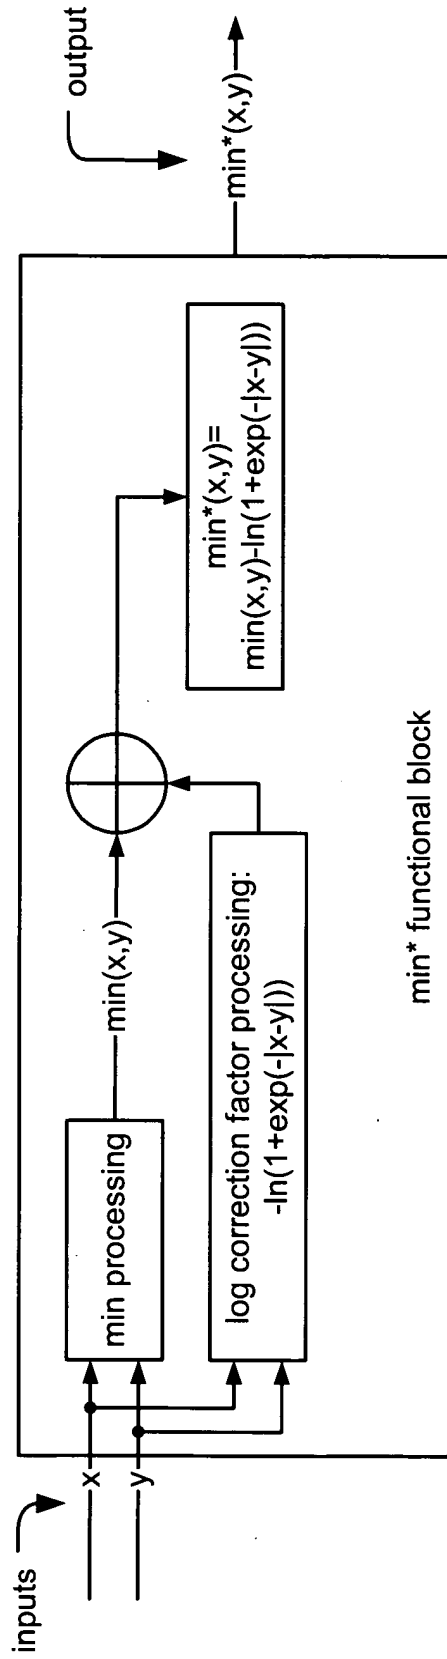 inputs
x
y
min processing
min(x,y)
log correction factor processing:
-ln(1+exp(-|x-y|))
min*(x,y)=
min(x,y)-ln(1+exp(-|x-y|))
min* functional block
output
min*(x,y)